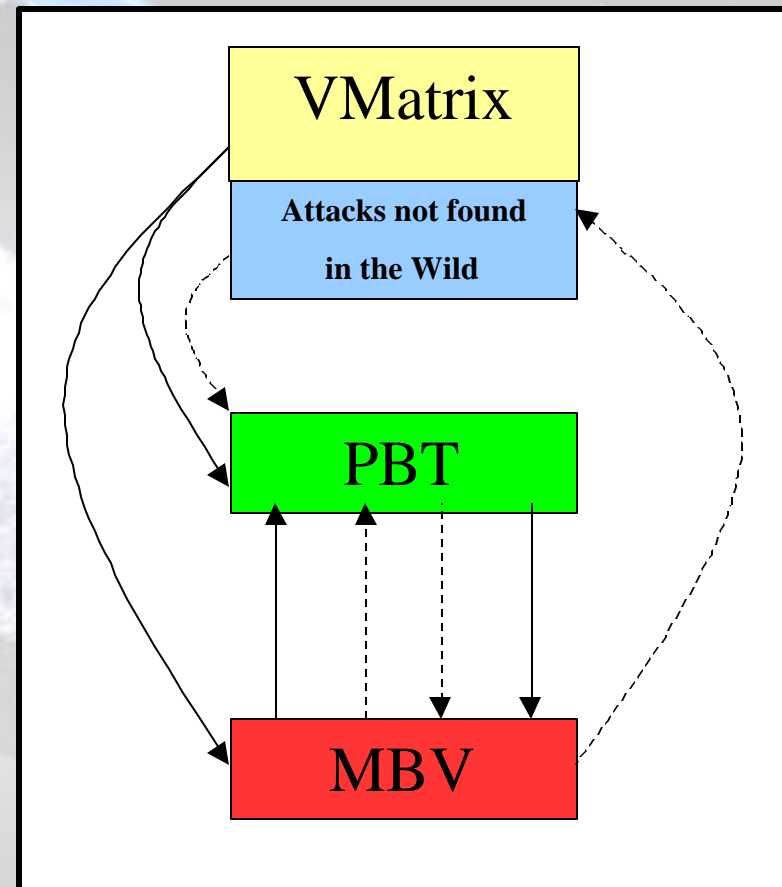 VMatrix
Attacks not found
in the Wild
PBT
MBV